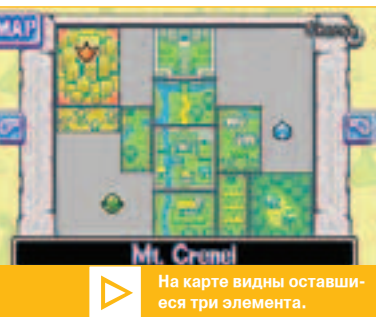 MAP
Mt. Crenel
На карте видны оставши-
еся три элемента.